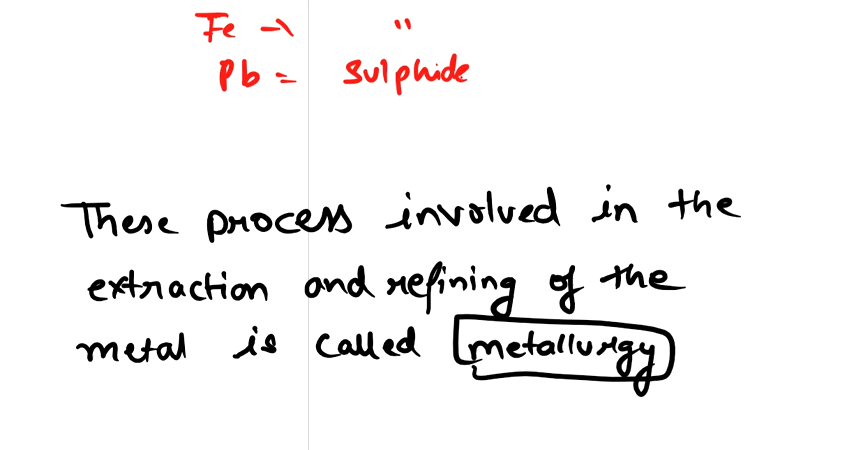 Fe → "
Pb = Sulphide
These process involved in the
extraction and refining of the
metal is called metallurgy